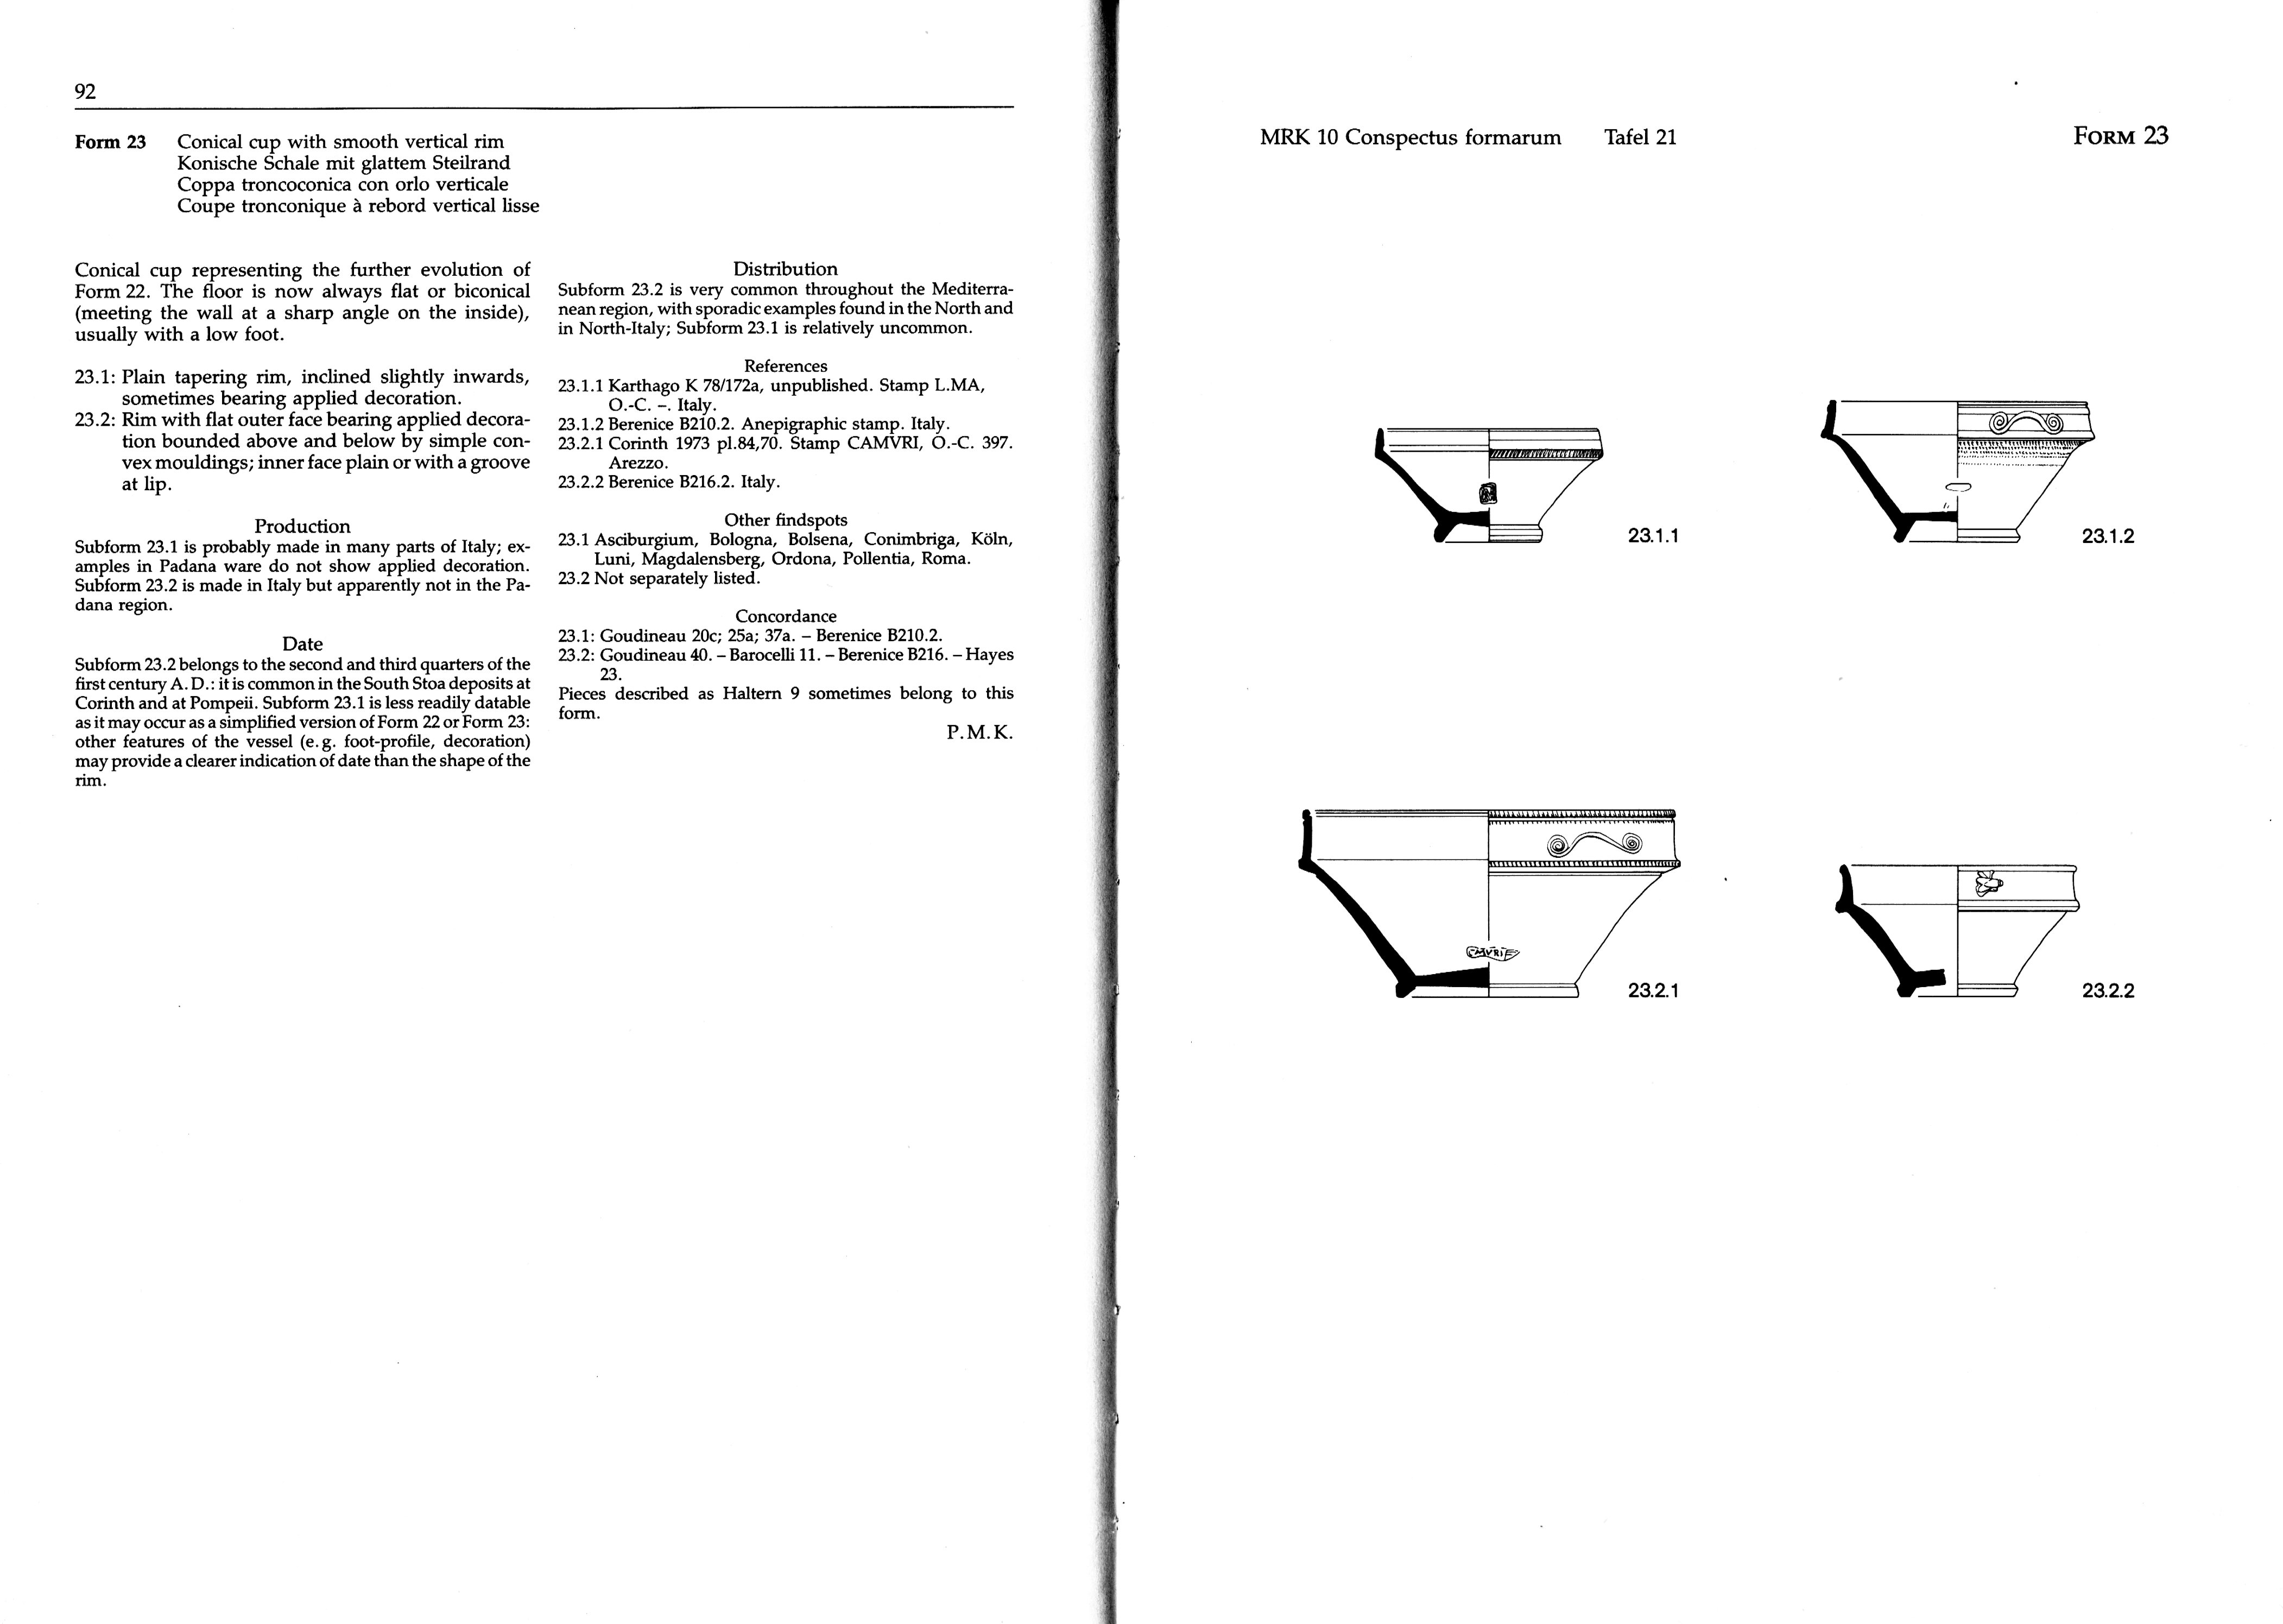 92
Form 23 Conical cup with smooth vertical rim
Konische Schale mit glattem Steilrand
Coppa troncoconica con orlo verticale
Coupe tronconique à rebord vertical lisse
Conical cup representing the further evolution of
Form 22. The floor is now always flat or biconical
(meeting the wall at a sharp angle on the inside),
usually with a low foot.
23.1: Plain tapering rim, inclined slightly inwards,
sometimes bearing applied decoration.
23.2: Rim with flat outer face bearing applied decora-
tion bounded above and below by simple con-
vex mouldings; inner face plain or with a groove
at lip.
Production
Subform 23.1 is probably made in many parts of Italy; ex-
amples in Padana ware do not show applied decoration.
Subform 23.2 is made in Italy but apparently not in the Pa-
dana region.
Date
Subform 23.2 belongs to the second and third quarters of the
first century A. D.: it is common in the South Stoa deposits at
Corinth and at Pompeii. Subform 23.1 is less readily datable
as it may occur as a simplified version of Form 22 or Form 23:
other features of the vessel (e. g. foot-profile, decoration)
may provide a clearer indication of date than the shape of the
rim.
Distribution
Subform 23.2 is very common throughout the Mediterra-
nean region, with sporadic examples found in the North and
in North-Italy; Subform 23.1 is relatively uncommon.
References
23.1.1 Karthago K 78/172a, unpublished. Stamp L.MA,
O.-C. –. Italy.
23.1.2 Berenice B210.2. Anepigraphic stamp. Italy.
23.2.1 Corinth 1973 pl.84,70. Stamp CAMVRI, O.-C. 397.
Arezzo.
23.2.2 Berenice B216.2. Italy.
Other findspots
23.1 Asciburgium, Bologna, Bolsena, Conimbriga, Köln,
Luni, Magdalensberg, Ordona, Pollentia, Roma.
23.2 Not separately listed.
Concordance
23.1: Goudineau 20c; 25a; 37a. – Berenice B210.2.
23.2: Goudineau 40. – Barocelli 11. – Berenice B216. – Hayes
23.
Pieces described as Haltern 9 sometimes belong to this
form.
P. M. K.
MRK 10 Conspectus formarum Tafel 21 FORM 23
23.1.1
23.1.2
23.2.1
23.2.2